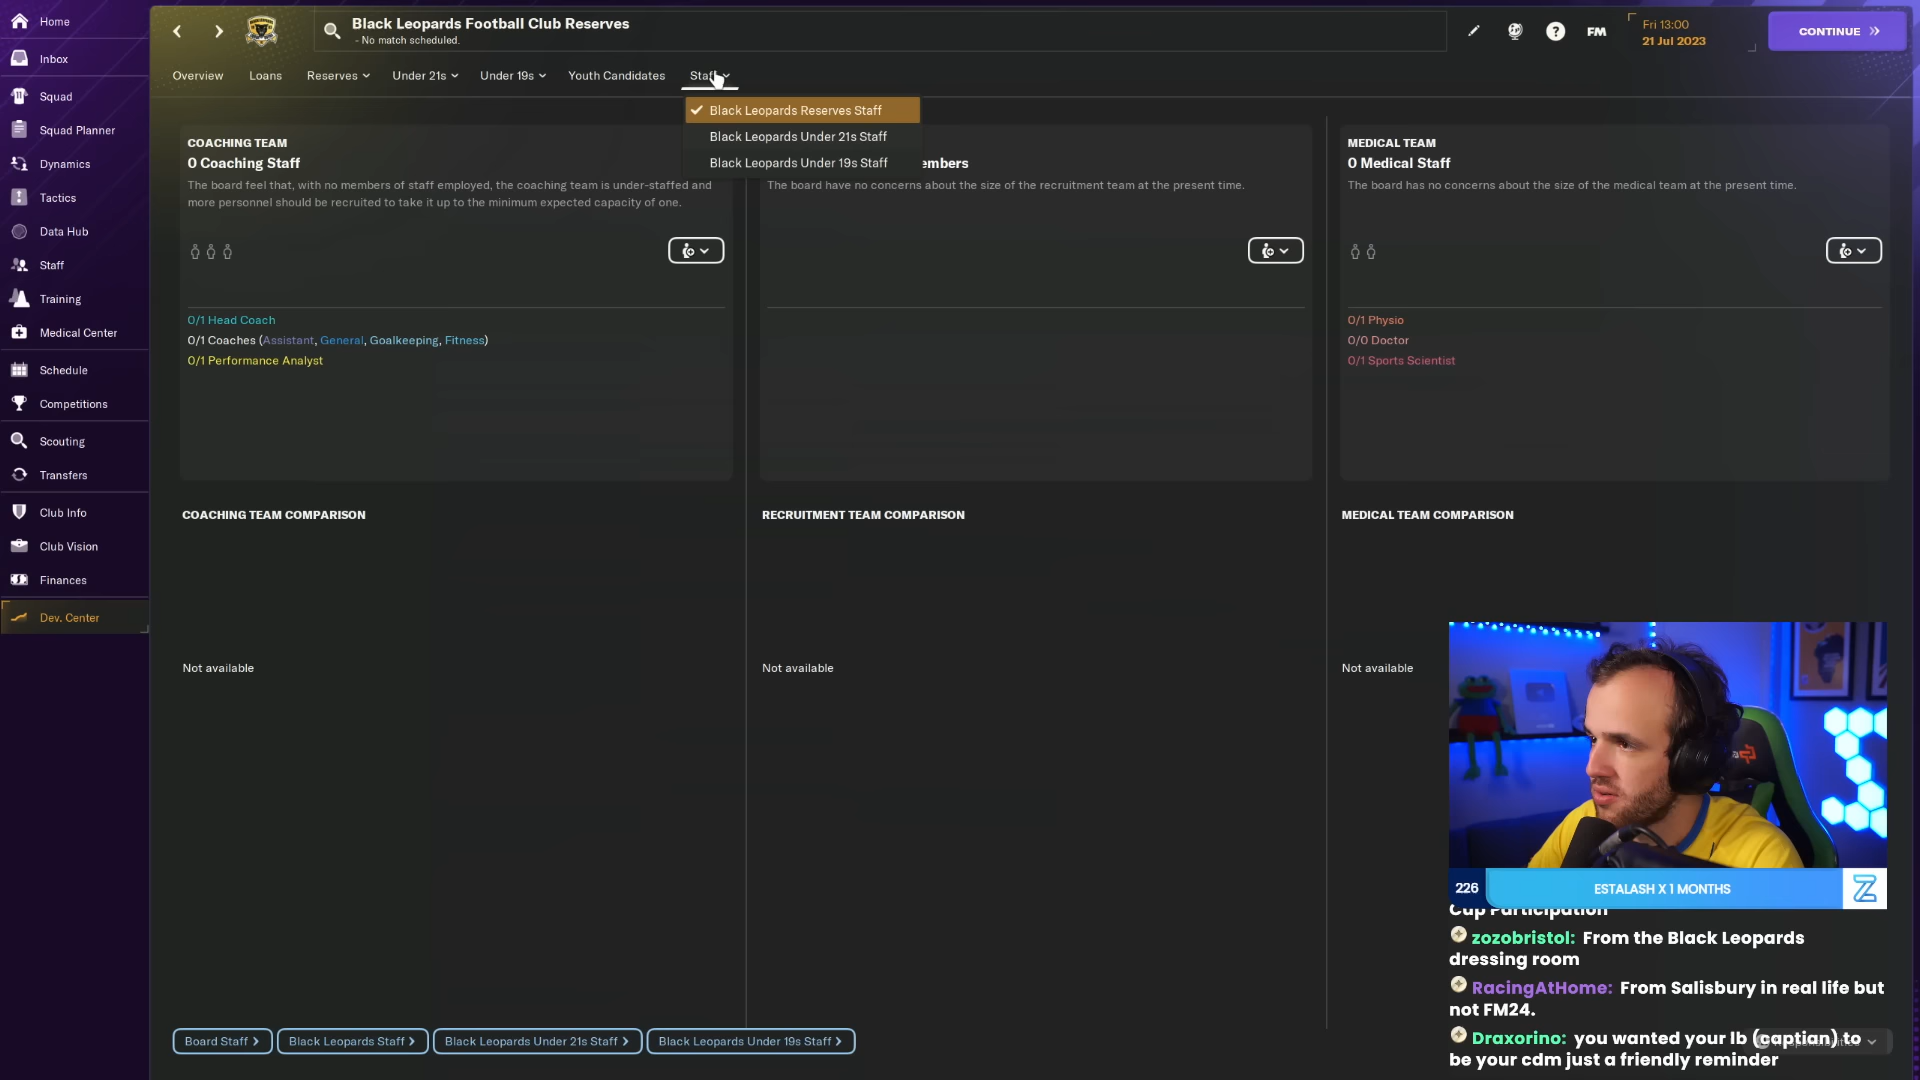 Home
Inbox
Squad
Squad Planner
Dynamics
Tactics
Data Hub
Staff
Training
Medical Center
Schedule
Competitions
Scouting
Transfers
Club Info
Club Vision
Finances
Dev. Center
Black Leopards Football Club Reserves
- No match scheduled.
FM
Fri 13:00
21 Jul 2023
CONTINUE
Overview
Loans
Reserves
Under 21s
Under 19s
Youth Candidates
Staff
Black Leopards Reserves Staff
Black Leopards Under 21s Staff
Black Leopards Under 19s Staff
COACHING TEAM
0 Coaching Staff
The board feel that, with no members of staff employed, the coaching team is under-staffed and
more personnel should be recruited to take it up to the minimum expected capacity of one.
0/1 Head Coach
0/1 Coaches (Assistant, General, Goalkeeping, Fitness)
0/1 Performance Analyst
The board have no concerns about the size of the recruitment team at the present time.
MEDICAL TEAM
0 Medical Staff
The board has no concerns about the size of the medical team at the present time.
0/1 Physio
0/0 Doctor
0/1 Sports Scientist
COACHING TEAM COMPARISON
Not available
RECRUITMENT TEAM COMPARISON
Not available
MEDICAL TEAM COMPARISON
Not available
226
ESTALASH X 1 MONTHS
Cup Participation
zozobristol: From the Black Leopards
dressing room
RacingAtHome: From Salisbury in real life but
not FM24.
Draxorino: you wanted your lb (captian) to
be your cdm just a friendly reminder
Board Staff
Black Leopards Staff
Black Leopards Under 21s Staff
Black Leopards Under 19s Staff